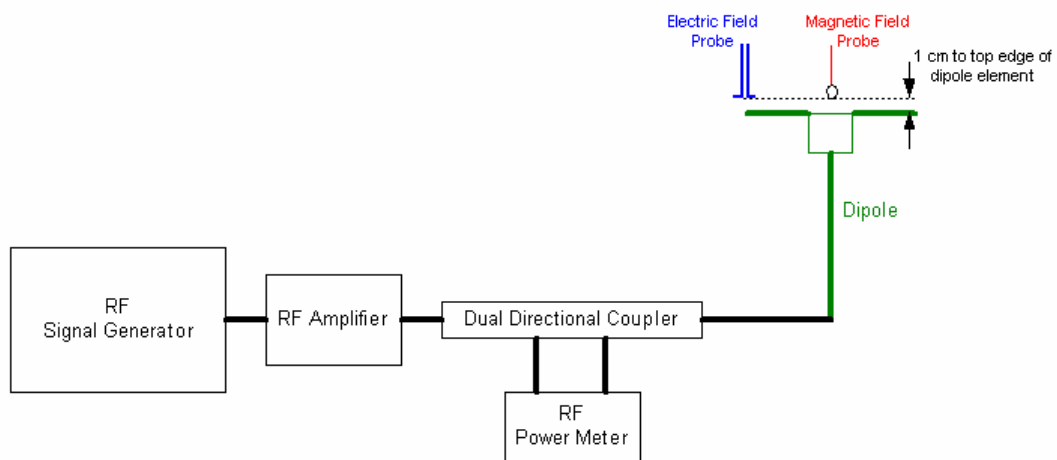 Electric Field
Probe
Magnetic Field
Probe
1 cm to top edge of
dipole element
Dipole
RF
Signal Generator
RF Amplifier
Dual Directional Coupler
RF
Power Meter